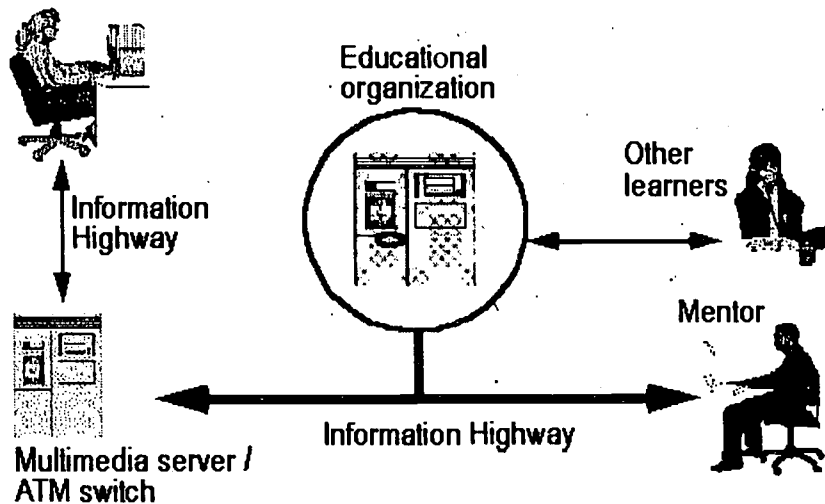 Educational
organization
Other
learners
Information
Highway
Mentor
Information Highway
Multimedia server /
ATM switch